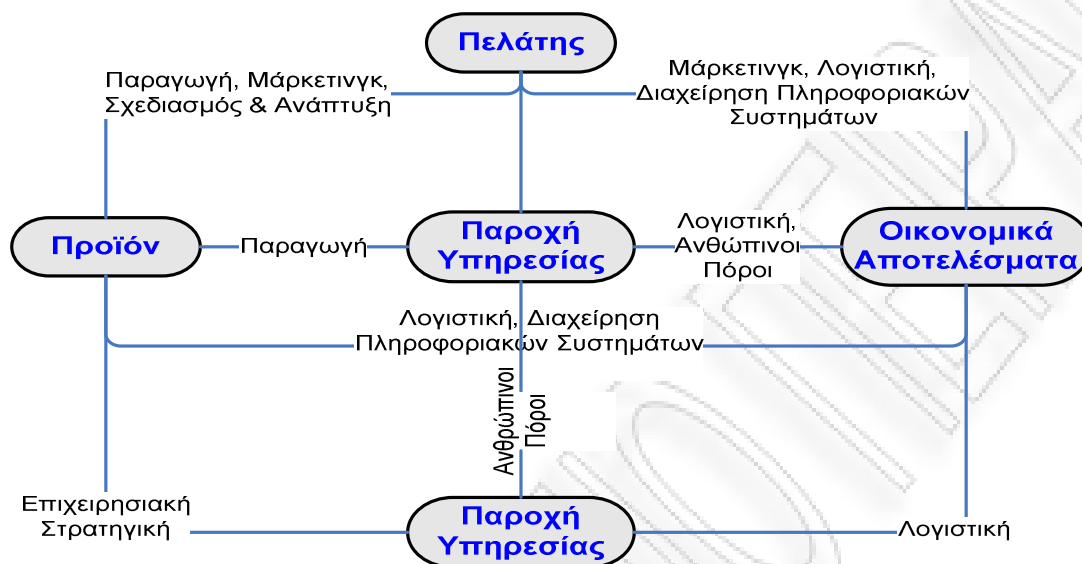 Πελάτης
Παραγωγή, Μάρκετινγκ,
Σχεδιασμός & Ανάπτυξη
Μάρκετινγκ, Λογιστική,
Διαχείρηση Πληροφοριακών
Συστημάτων
Προϊόν
Παραγωγή
Παροχή
Υπηρεσίας
Λογιστική,
Ανθώπινοι
Πόροι
Οικονομικά
Αποτελέσματα
Λογιστική, Διαχείρηση
Πληροφοριακών Συστημάτων
Ανθρώπινοι
Πόροι
Επιχειρησιακή
Στρατηγική
Παροχή
Υπηρεσίας
Λογιστική